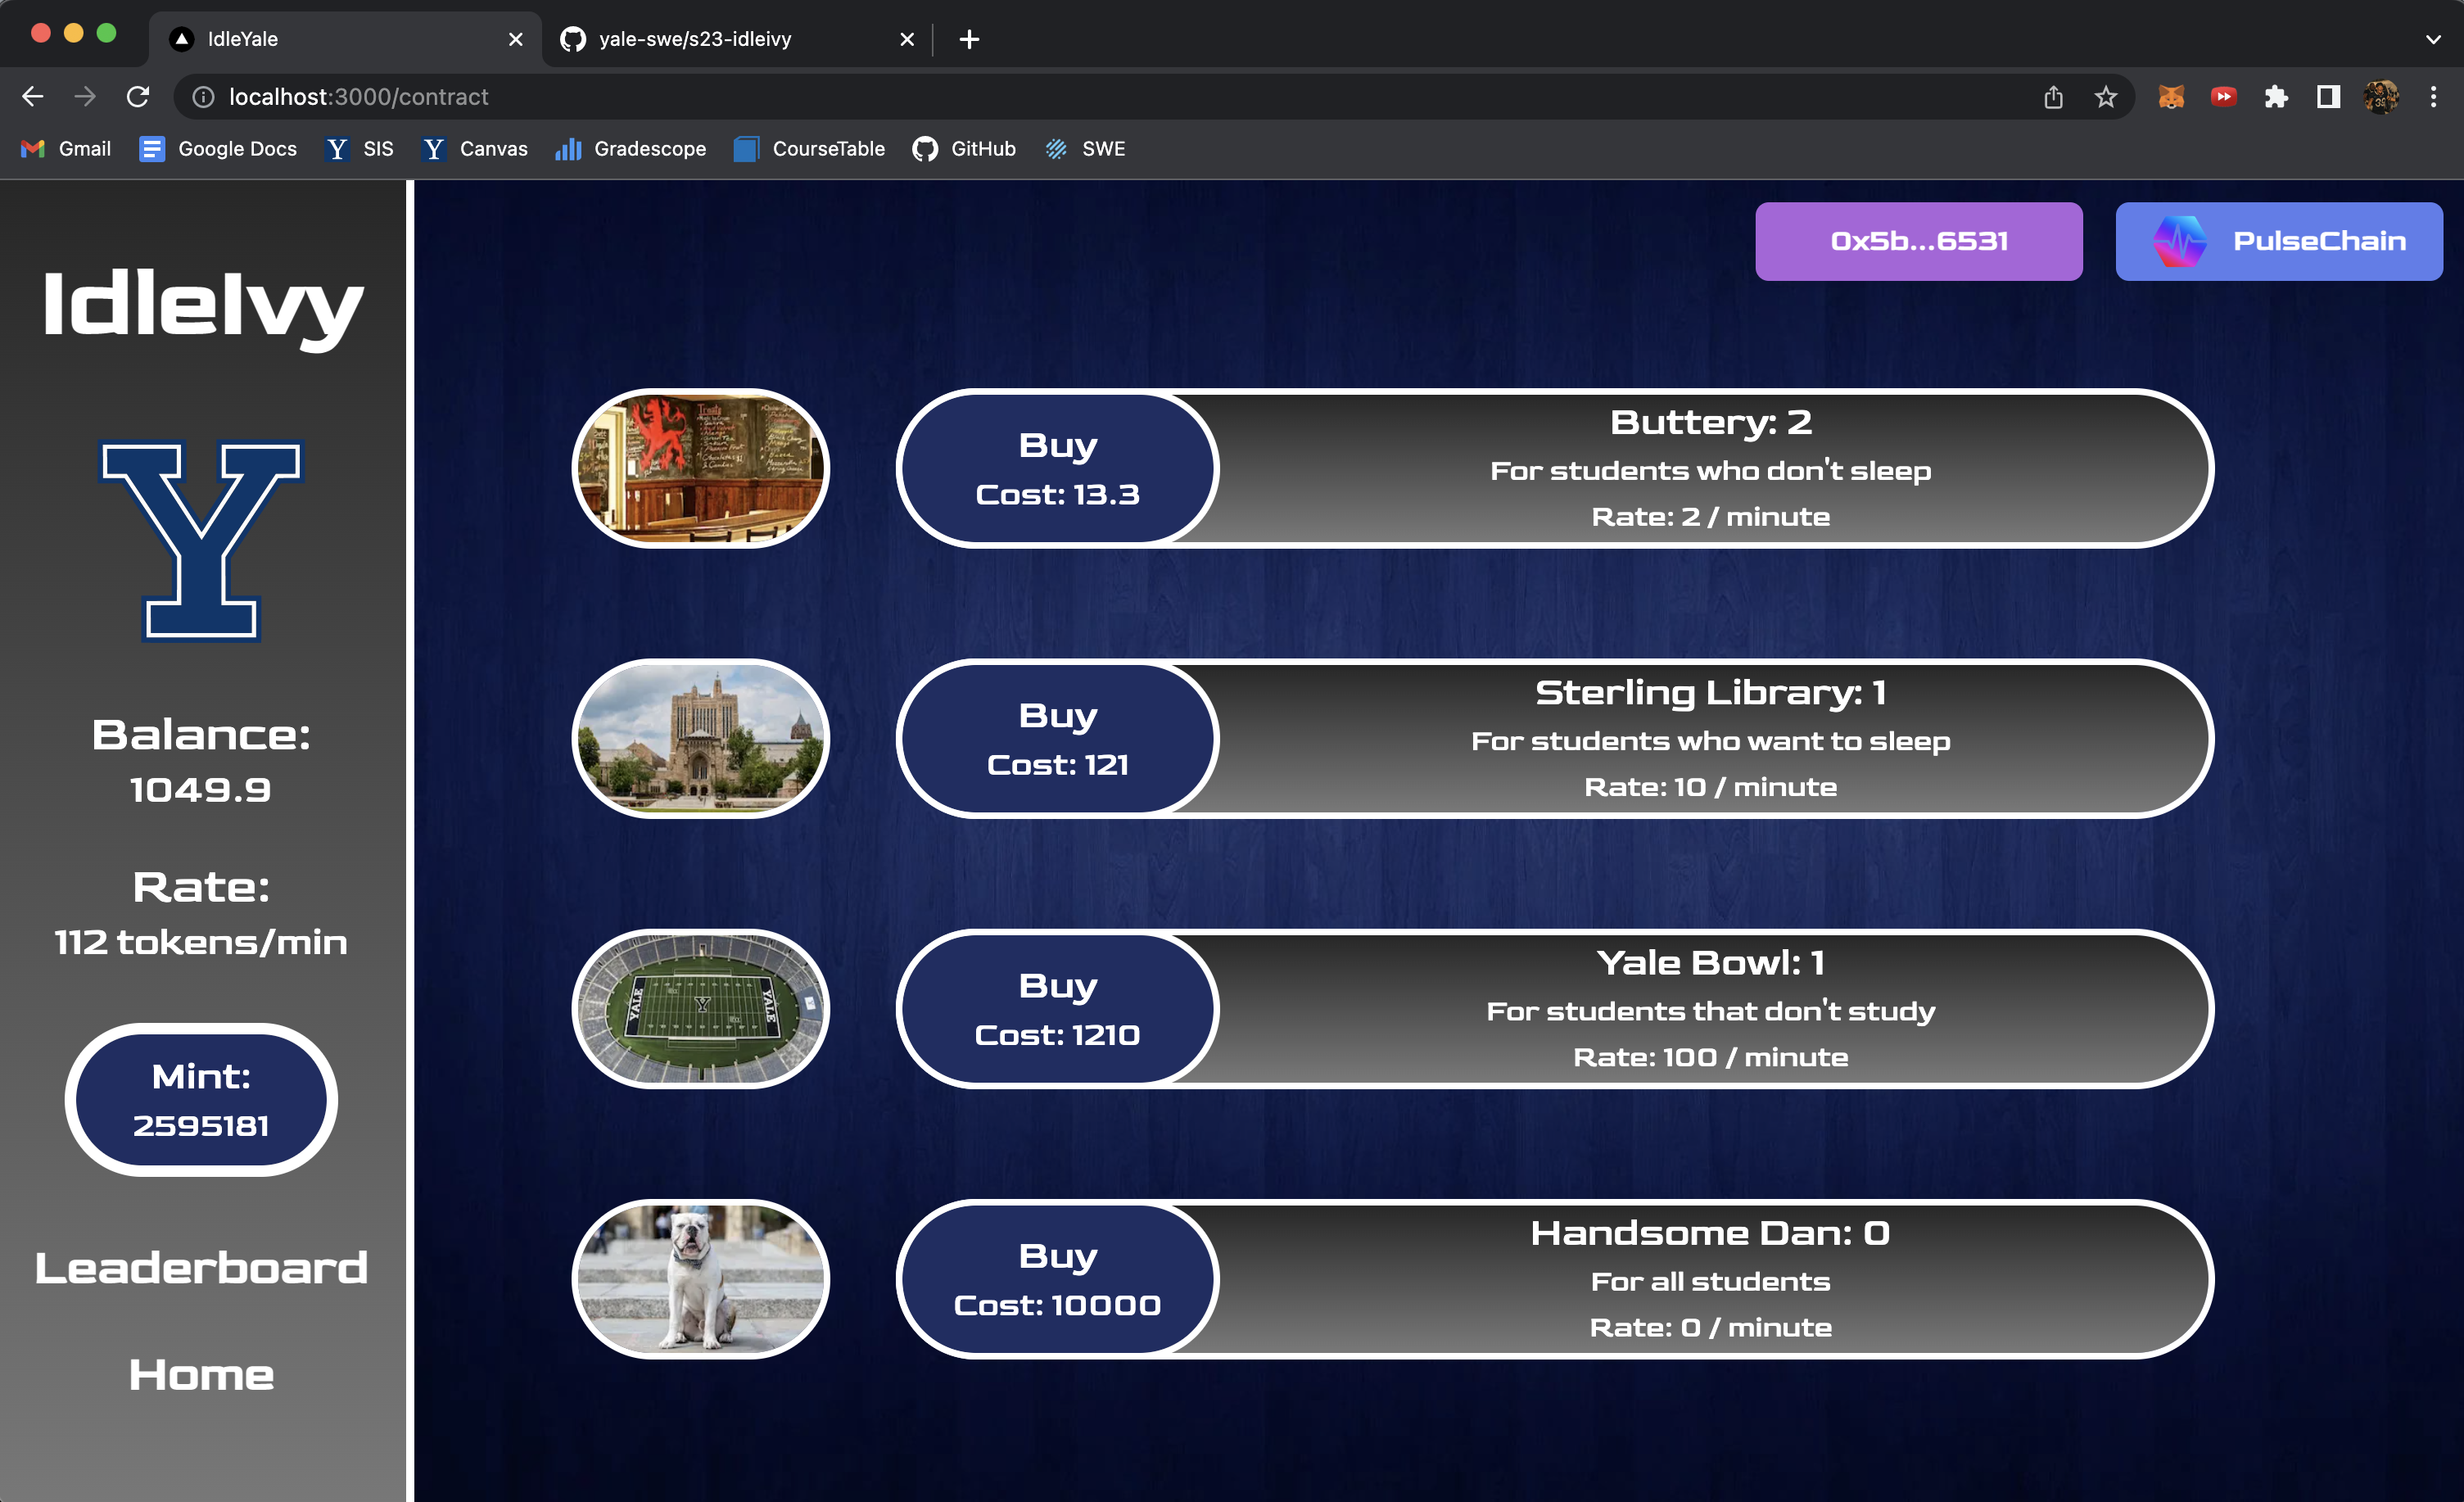 IdleYale
yale-swe/s23-idleivy
localhost:3000/contract
Gmail
Google Docs
Y SIS
Y Canvas
Gradescope
CourseTable
GitHub
SWE
IdleIvy
Y
Balance:
1049.9
Rate:
112 tokens/min
Mint:
2595181
Leaderboard
Home
0x5b...6531
PulseChain
Buy
Cost: 13.3
Buttery: 2
For students who don't sleep
Rate: 2 / minute
Buy
Cost: 121
Sterling Library: 1
For students who want to sleep
Rate: 10 / minute
YALE
Y
YALE
Buy
Cost: 1210
Yale Bowl: 1
For students that don't study
Rate: 100 / minute
Buy
Cost: 10000
Handsome Dan: 0
For all students
Rate: 0 / minute